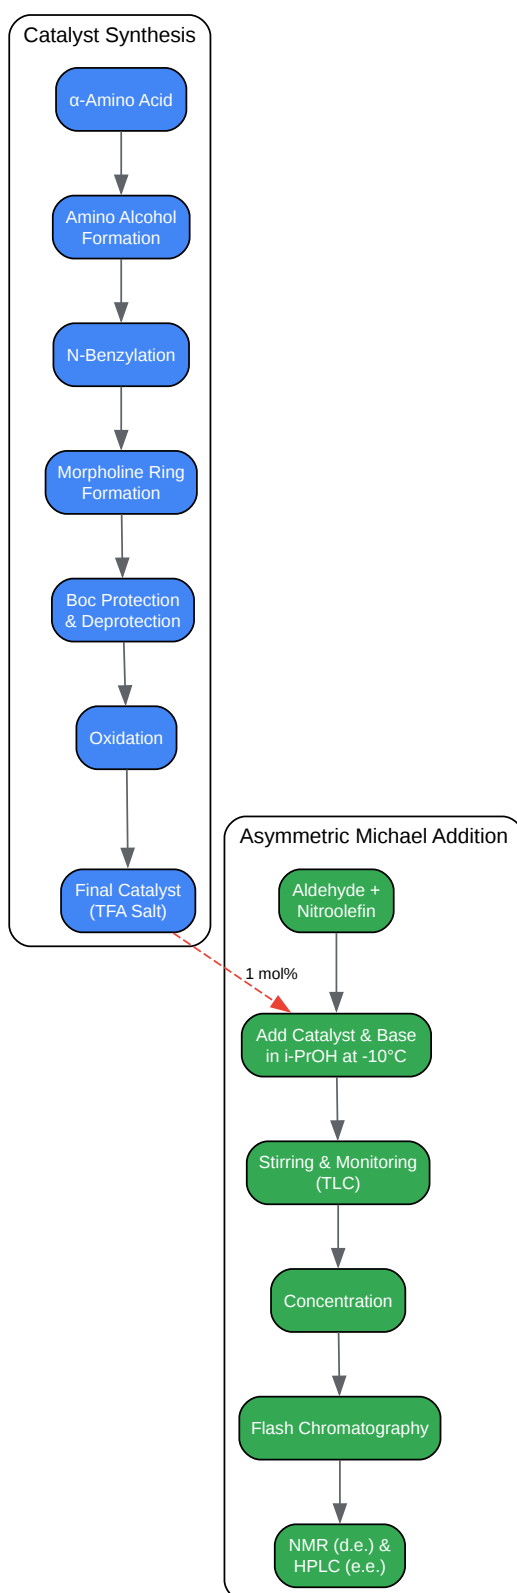 Catalyst Synthesis
α-Amino Acid
Amino Alcohol
Formation
N-Benzylation
Morpholine Ring
Formation
Boc Protection
& Deprotection
Oxidation
Final Catalyst
(TFA Salt)
1 mol%
Asymmetric Michael Addition
Aldehyde +
Nitroolefin
Add Catalyst & Base
in i-PrOH at -10°C
Stirring & Monitoring
(TLC)
Concentration
Flash Chromatography
NMR (d.e.) &
HPLC (e.e.)